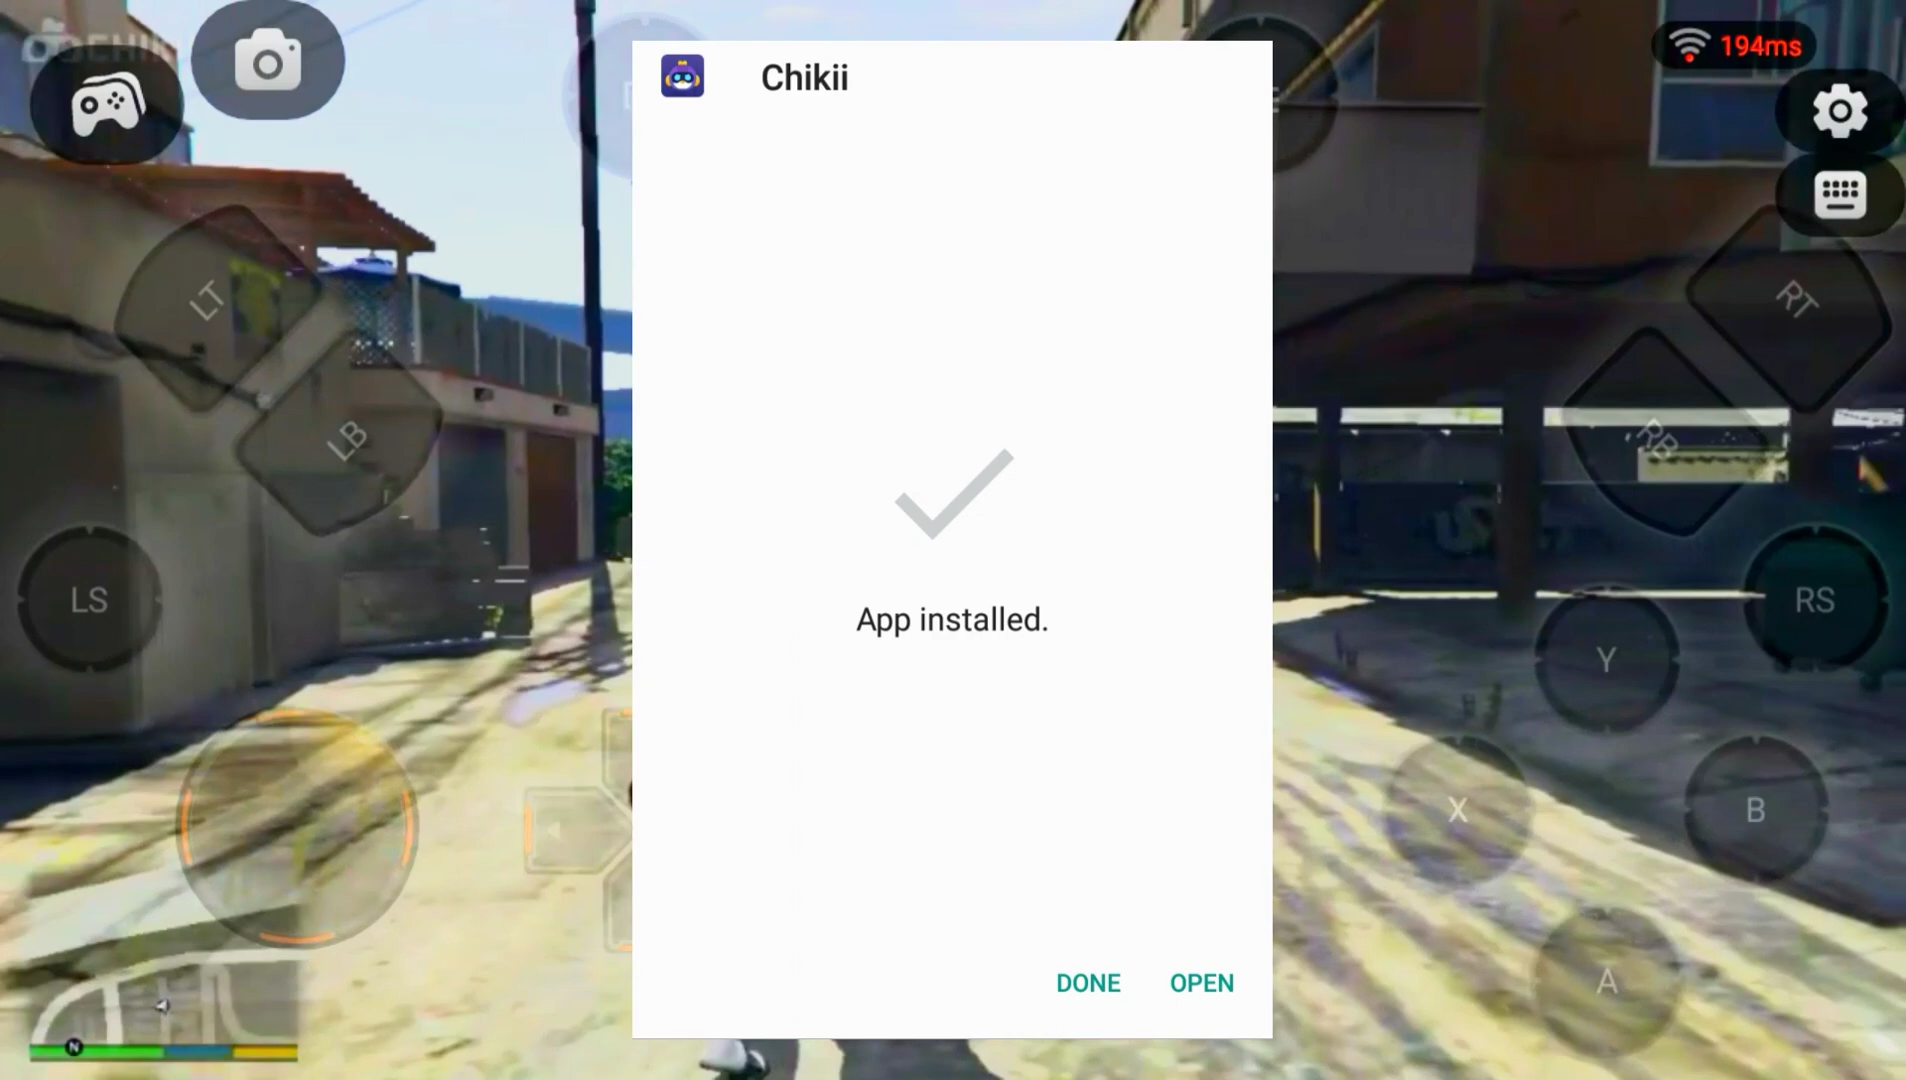 Chikii
194ms
LT
RT
LB
RB
LS
App installed.
RS
Y
X
B
DONE
OPEN
A
N